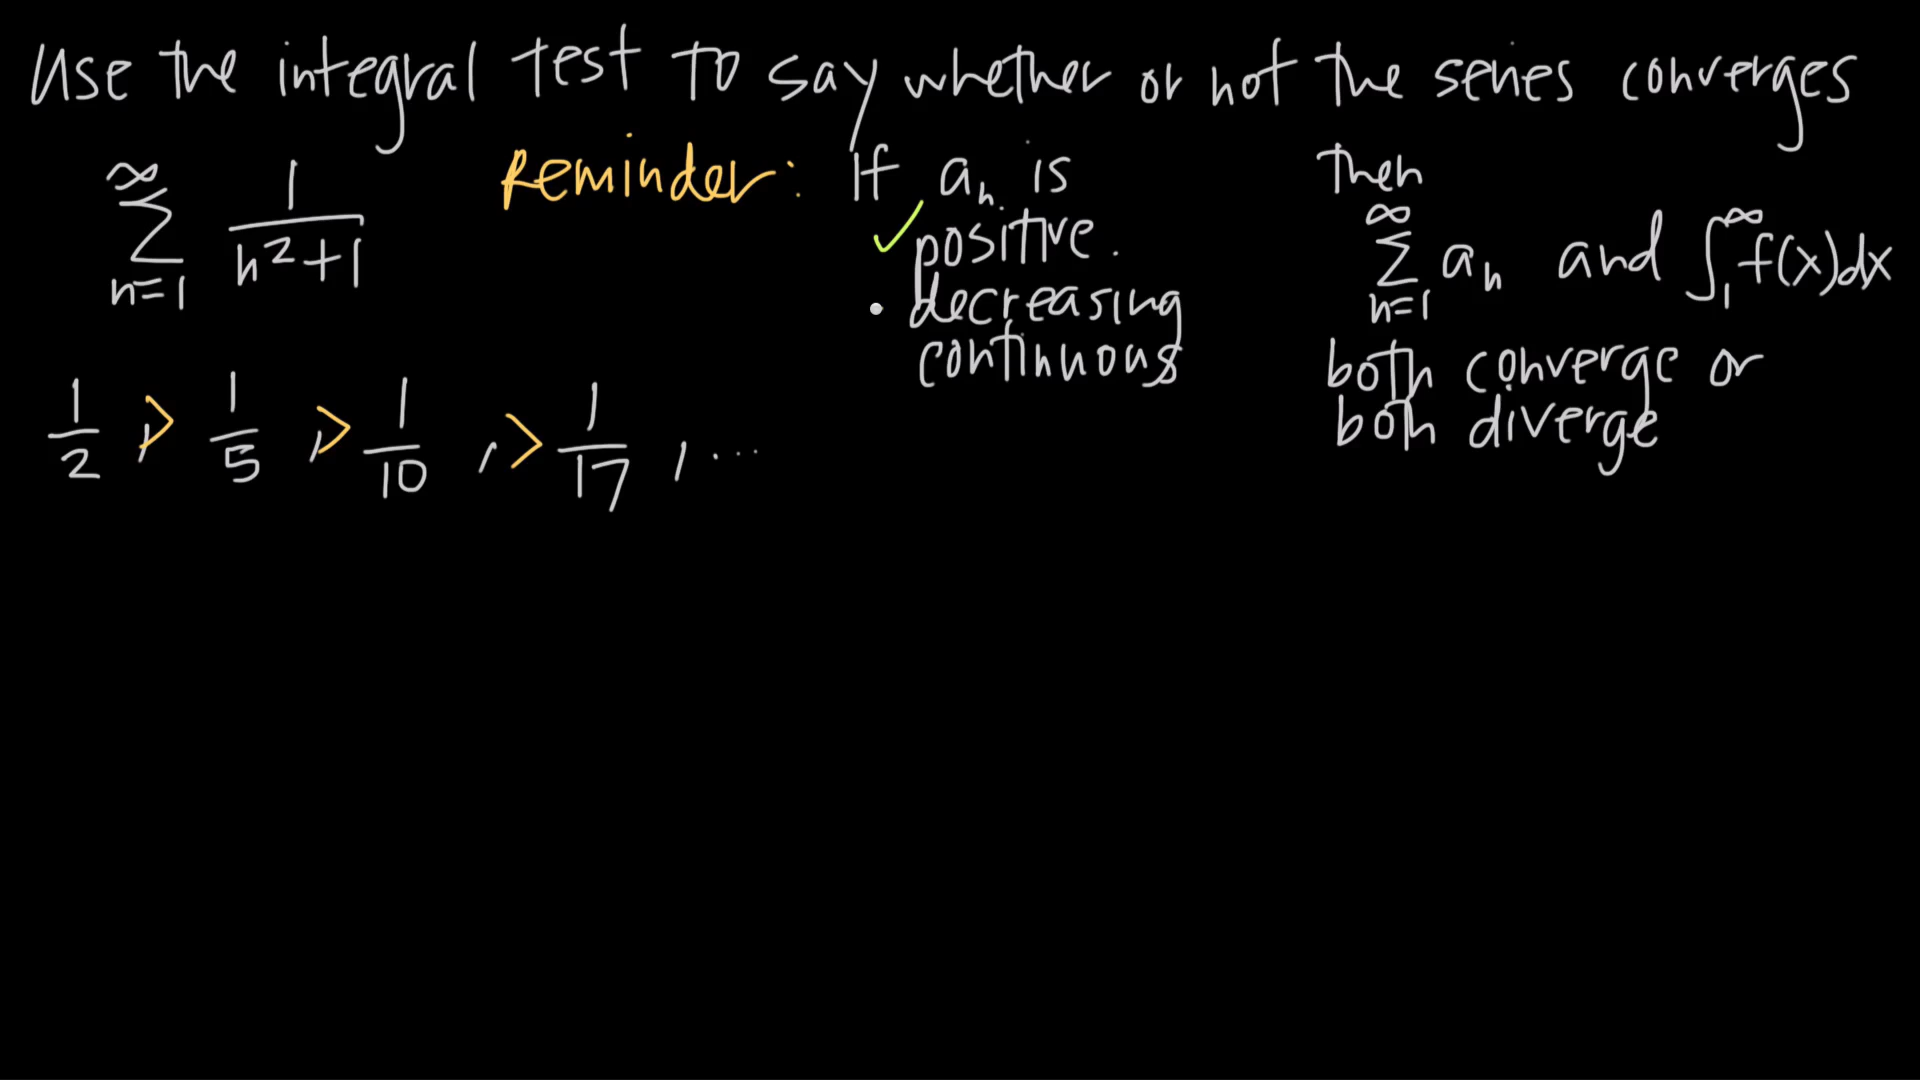 Use the integral test to say whether or not the series converges
∞
∑ 1/(n²+1)
n=1
Reminder: If aₙ is
✓ positive.
• decreasing
continuous
Then
∞
∑ aₙ and ∫₁^∞ f(x)dx
n=1
both converge or
both diverge
1/2 , > 1/5 , > 1/10 , > 1/17 , ...